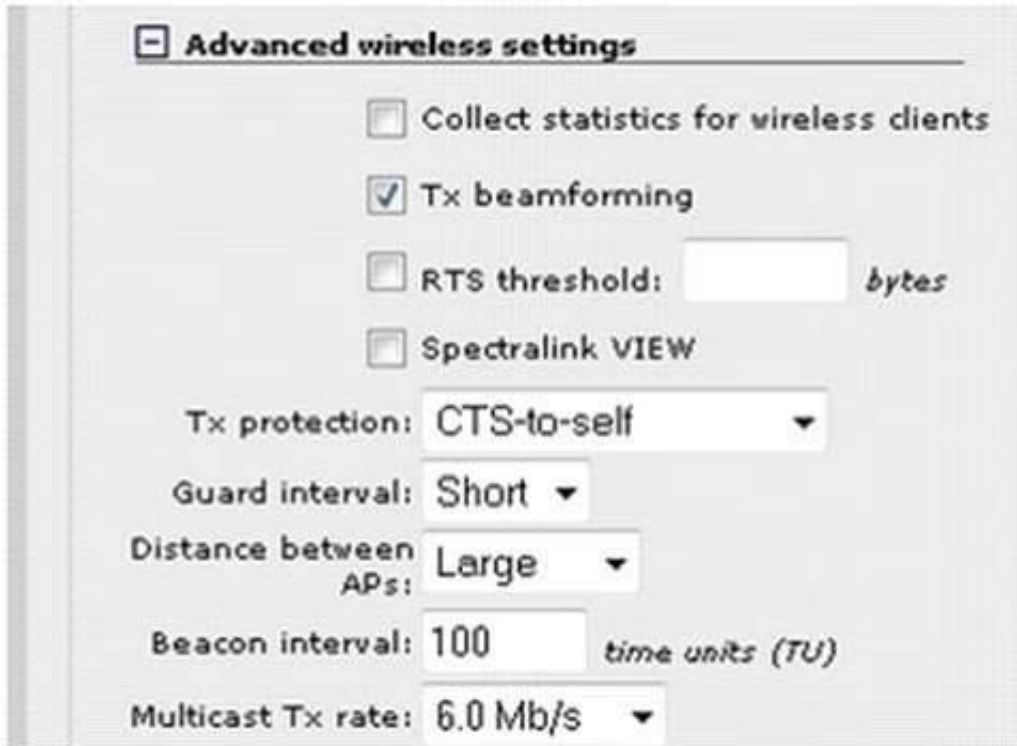 Advanced wireless settings
Collect statistics for wireless clients
Tx beamforming
RTS threshold: bytes
Spectralink VIEW
Tx protection: CTS-to-self
Guard interval: Short
Distance between
APs: Large
Beacon interval: 100 time units (TU)
Multicast Tx rate: 6.0 Mb/s